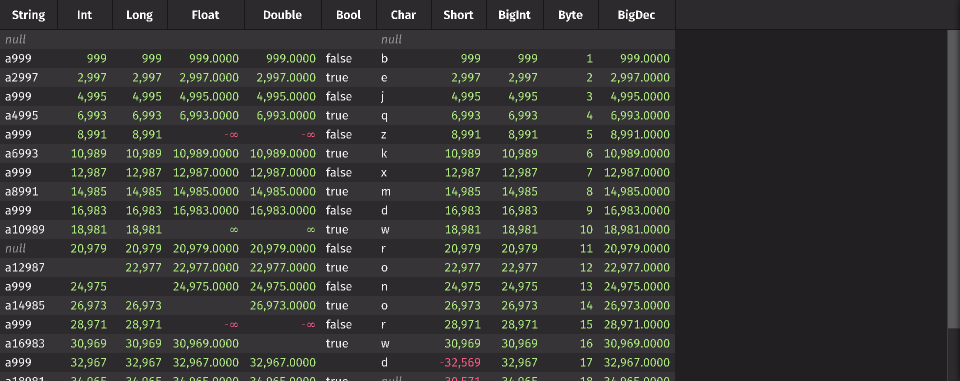 String Int Long Float Double Bool Char Short BigInt Byte BigDec
null null
a999 999 999 999.0000 999.0000 false b 999 999 1 999.0000
a2997 2,997 2,997 2,997.0000 2,997.0000 true e 2,997 2,997 2 2,997.0000
a999 4,995 4,995 4,995.0000 4,995.0000 false j 4,995 4,995 3 4,995.0000
a4995 6,993 6,993 6,993.0000 6,993.0000 true q 6,993 6,993 4 6,993.0000
a999 8,991 8,991 -∞ -∞ false z 8,991 8,991 5 8,991.0000
a6993 10,989 10,989 10,989.0000 10,989.0000 true k 10,989 10,989 6 10,989.0000
a999 12,987 12,987 12,987.0000 12,987.0000 false x 12,987 12,987 7 12,987.0000
a8991 14,985 14,985 14,985.0000 14,985.0000 true m 14,985 14,985 8 14,985.0000
a999 16,983 16,983 16,983.0000 16,983.0000 false d 16,983 16,983 9 16,983.0000
a10989 18,981 18,981 ∞ ∞ true w 18,981 18,981 10 18,981.0000
null 20,979 20,979 20,979.0000 20,979.0000 false r 20,979 20,979 11 20,979.0000
a12987 22,977 22,977.0000 22,977.0000 true o 22,977 22,977 12 22,977.0000
a999 24,975 24,975.0000 24,975.0000 false n 24,975 24,975 13 24,975.0000
a14985 26,973 26,973 26,973.0000 true o 26,973 26,973 14 26,973.0000
a999 28,971 28,971 -∞ -∞ false r 28,971 28,971 15 28,971.0000
a16983 30,969 30,969 30,969.0000 true w 30,969 30,969 16 30,969.0000
a999 32,967 32,967 32,967.0000 32,967.0000 d -32,569 32,967 17 32,967.0000
a18981 34,965 34,965 34,965.0000 34,965.0000 true null -30,571 34,965 18 34,965.0000